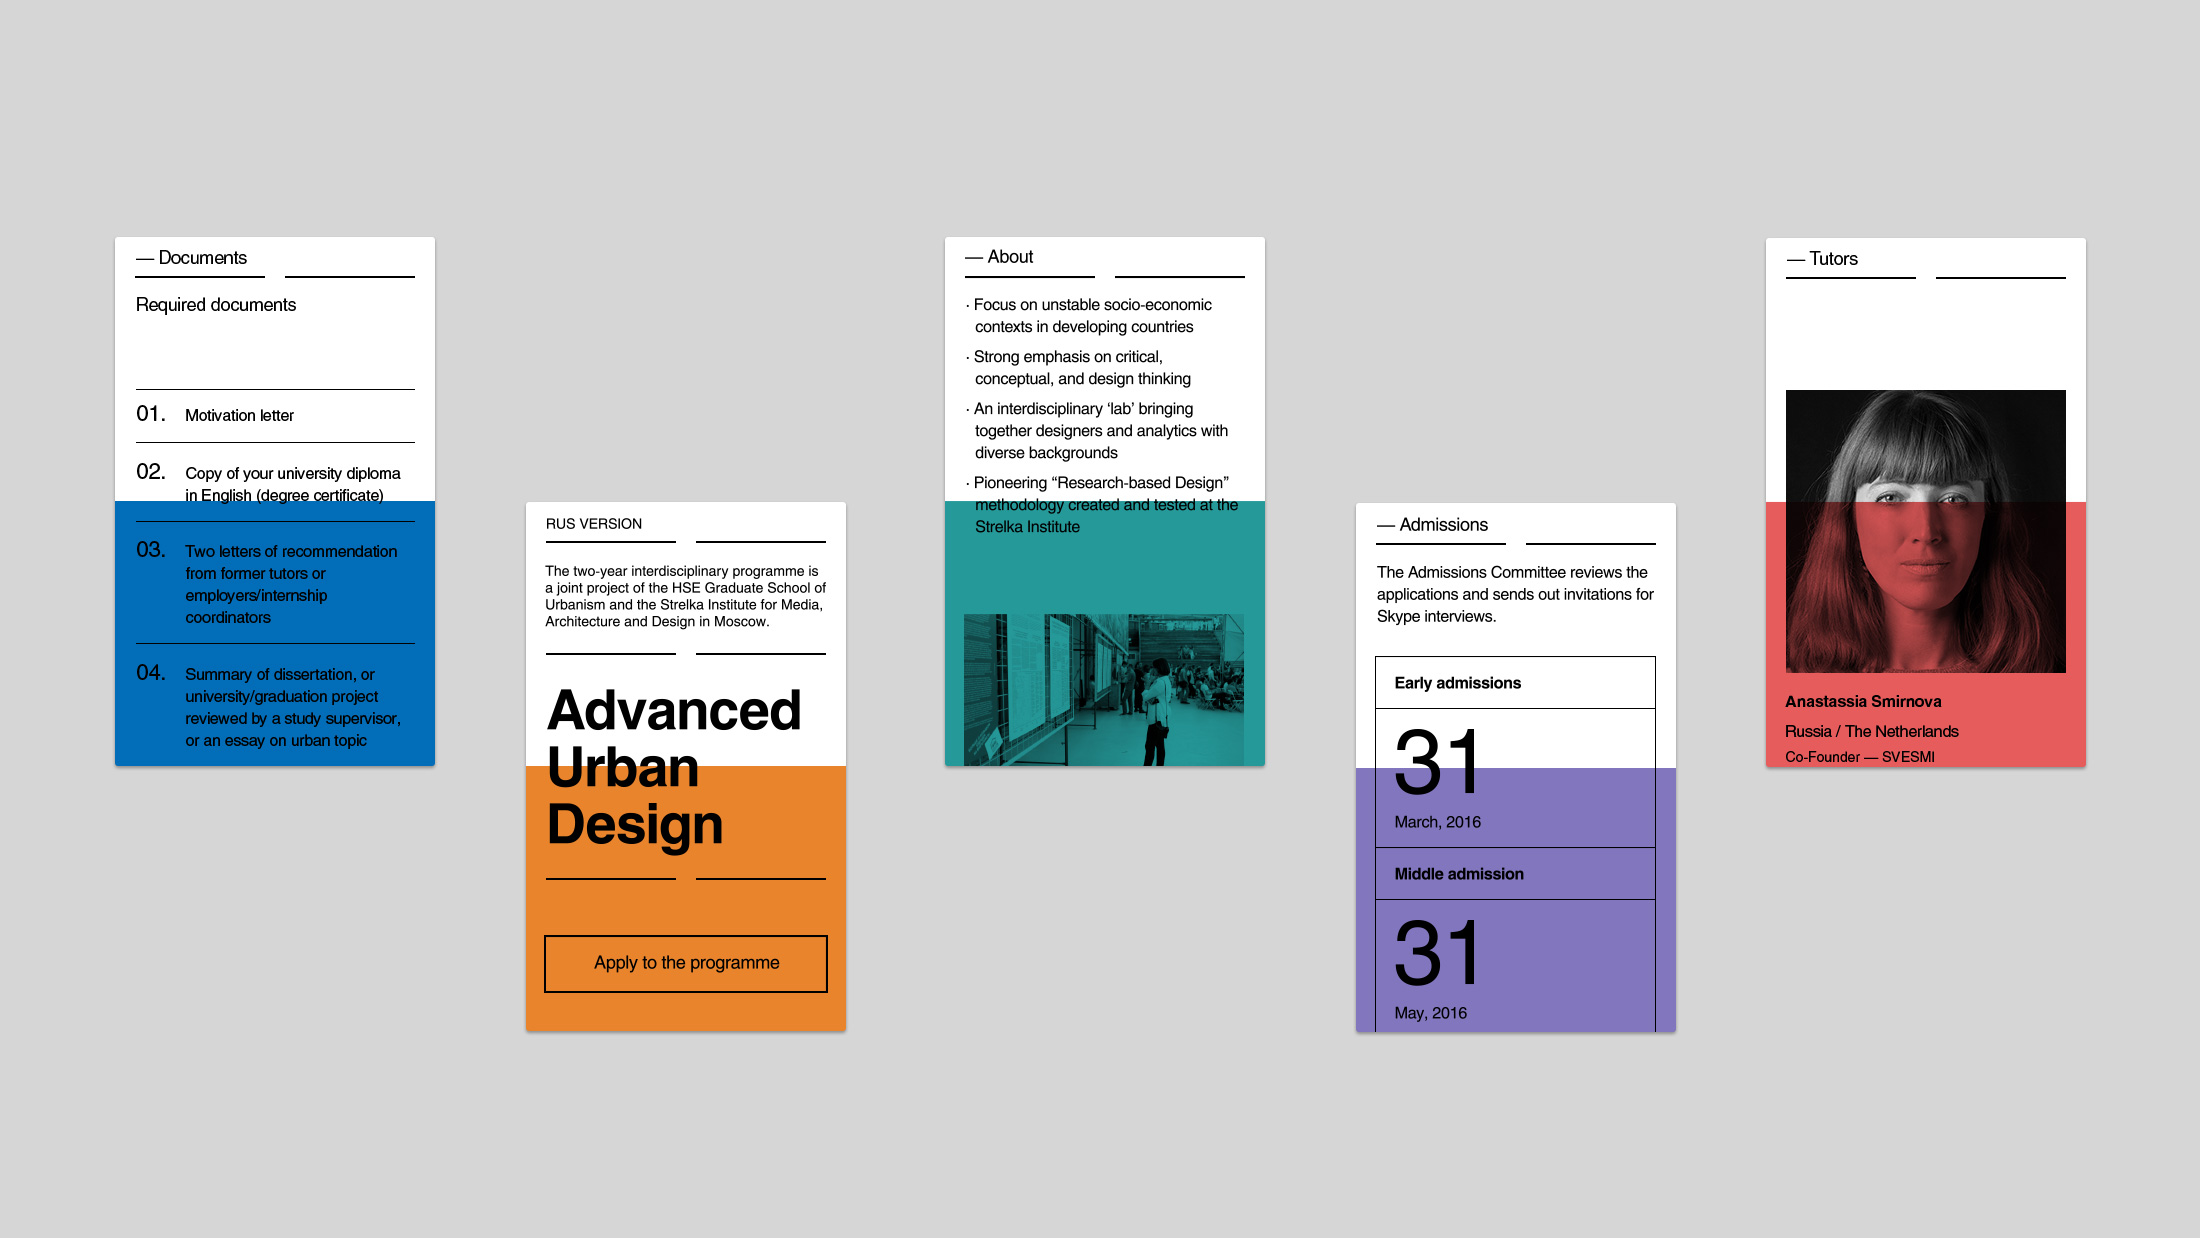 — Documents
Required documents
01. Motivation letter
02. Copy of your university diploma
in English (degree certificate)
03. Two letters of recommendation
from former tutors or
employers/internship
coordinators
04. Summary of dissertation, or
university/graduation project
reviewed by a study supervisor,
or an essay on urban topic
RUS VERSION
The two-year interdisciplinary programme is
a joint project of the HSE Graduate School of
Urbanism and the Strelka Institute for Media,
Architecture and Design in Moscow.
Advanced
Urban
Design
Apply to the programme
— About
· Focus on unstable socio-economic
contexts in developing countries
· Strong emphasis on critical,
conceptual, and design thinking
· An interdisciplinary ‘lab’ bringing
together designers and analytics with
diverse backgrounds
· Pioneering “Research-based Design”
methodology created and tested at the
Strelka Institute
— Admissions
The Admissions Committee reviews the
applications and sends out invitations for
Skype interviews.
Early admissions
31
March, 2016
Middle admission
31
May, 2016
— Tutors
Anastassia Smirnova
Russia / The Netherlands
Co-Founder — SVESMI